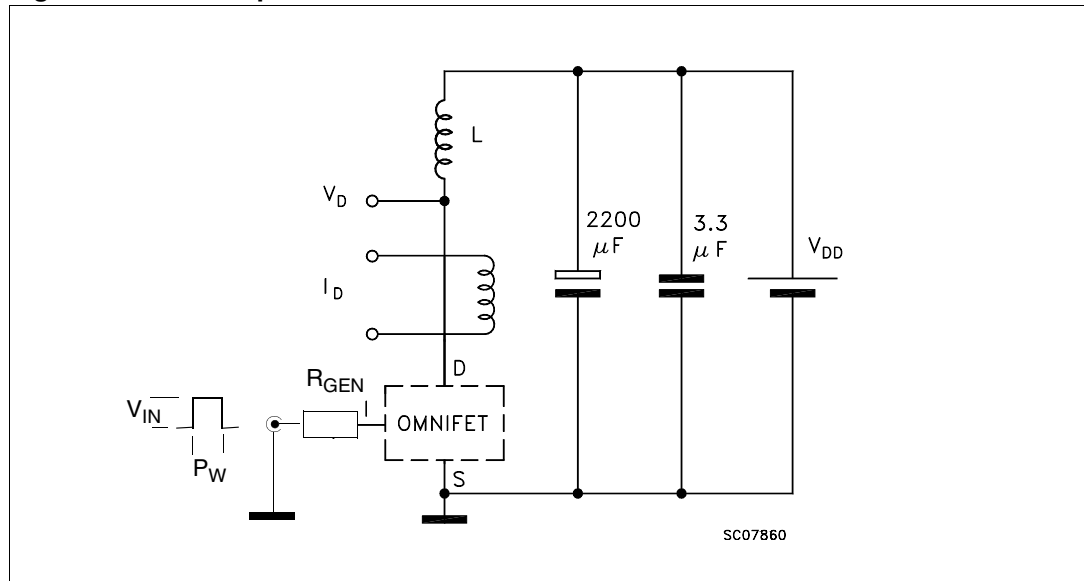 L
V_D
2200
μF
3.3
μF
V_DD
I_D
D
R_GEN
I
V_IN
OMNIFET
P_W
S
SC07860